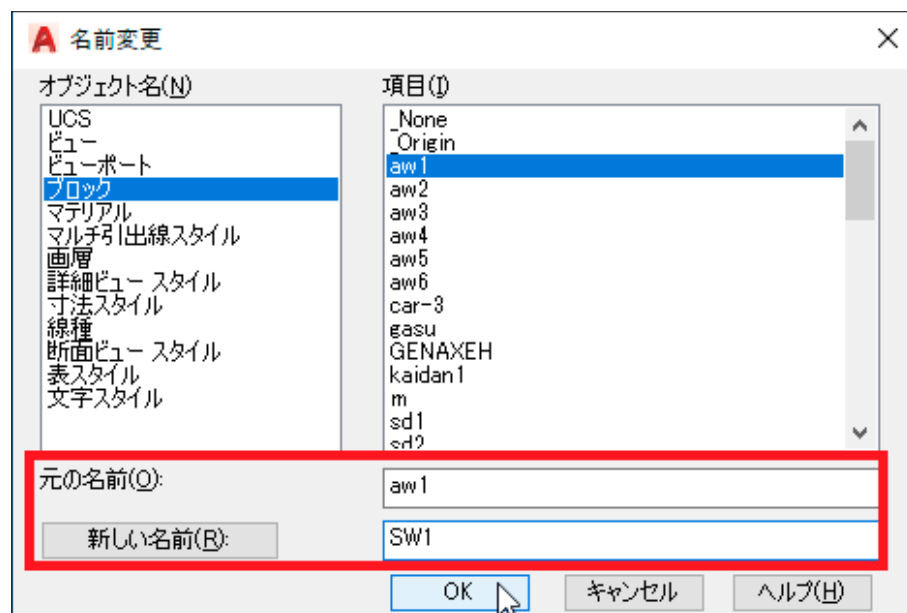 名前変更
オブジェクト名(N)
UCS
ビュー
ビューポート
ブロック
マテリアル
マルチ引出線スタイル
画層
詳細ビュー スタイル
寸法スタイル
線種
断面ビュー スタイル
表スタイル
文字スタイル
項目(I)
_None
_Origin
aw1
aw2
aw3
aw4
aw5
aw6
car-3
gasu
GENAXEH
kaidan1
m
sd1
sd2
元の名前(O):
aw1
新しい名前(R):
SW1
OK
キャンセル
ヘルプ(H)